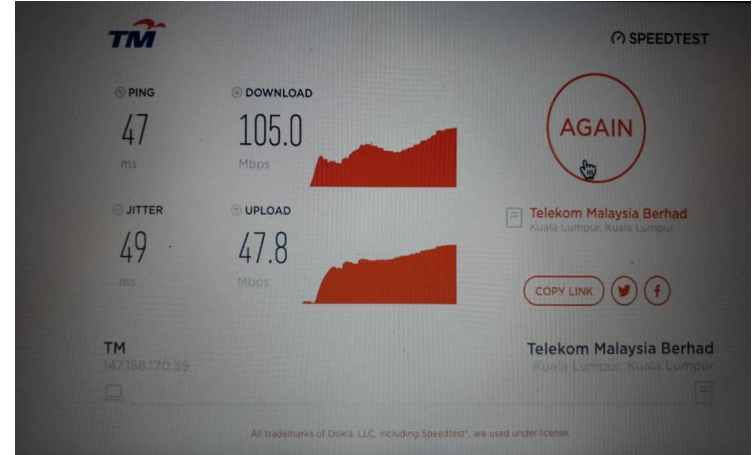 TM
SPEEDTEST
PING
47
ms
DOWNLOAD
105.0
Mbps
JITTER
49
ms
UPLOAD
47.8
Mbps
AGAIN
Telekom Malaysia Berhad
Kuala Lumpur, Kuala Lumpur
COPY LINK
TM
147.158.170.39
Telekom Malaysia Berhad
Kuala Lumpur, Kuala Lumpur
All trademarks of Ookla, LLC, including Speedtest®, are used under license.